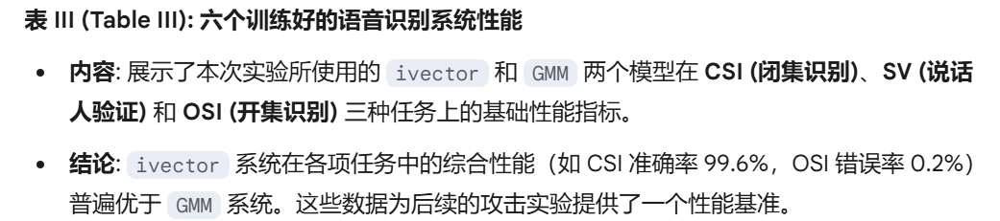 表 III (Table III): 六个训练好的语音识别系统性能
• 内容: 展示了本次实验所使用的 ivector 和 GMM 两个模型在 CSI (闭集识别)、SV (说话
人验证) 和 OSI (开集识别) 三种任务上的基础性能指标。
• 结论: ivector 系统在各项任务中的综合性能（如 CSI 准确率 99.6%，OSI 错误率 0.2%）
普遍优于 GMM 系统。这些数据为后续的攻击实验提供了一个性能基准。